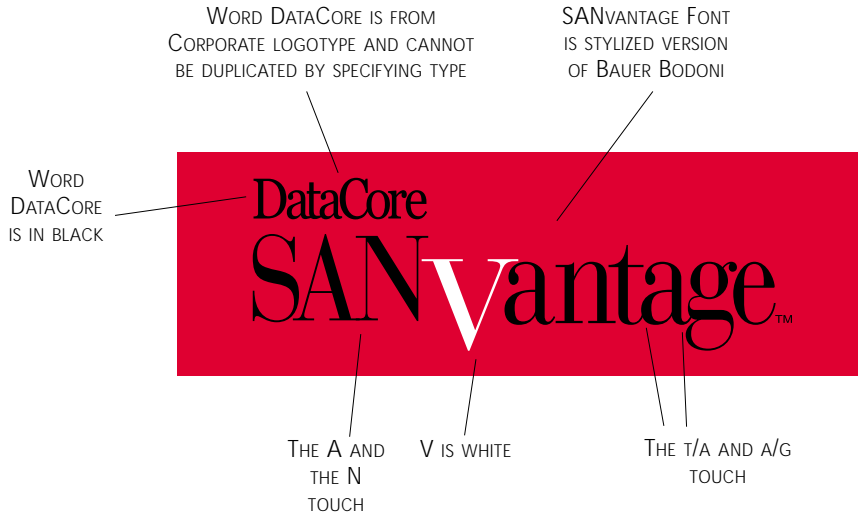 Word DataCore is from
Corporate logotype and cannot
be duplicated by specifying type
SANvantage Font
is stylized version
of Bauer Bodoni
Word
DataCore
is in black
DataCore
SANVantage™
The A and
the N
touch
V is white
The t/a and a/g
touch